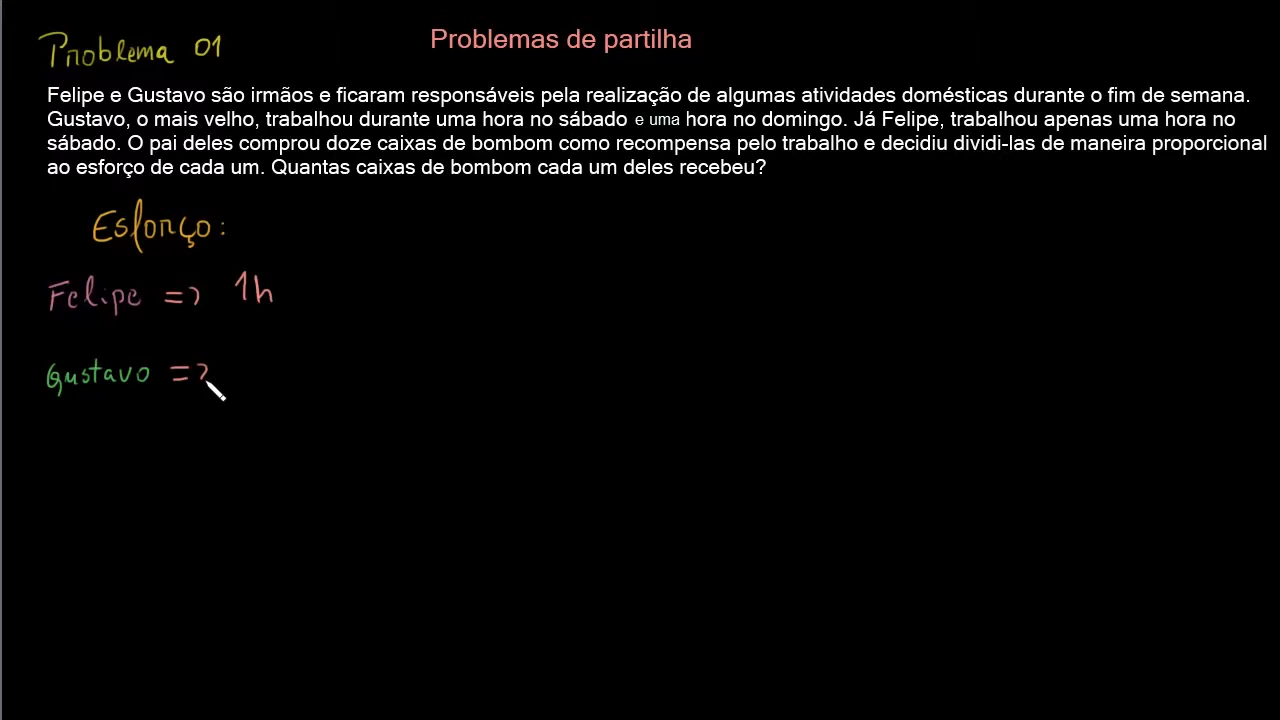 Problema 01
Problemas de partilha
Felipe e Gustavo são irmãos e ficaram responsáveis pela realização de algumas atividades domésticas durante o fim de semana.
Gustavo, o mais velho, trabalhou durante uma hora no sábado e uma hora no domingo. Já Felipe, trabalhou apenas uma hora no
sábado. O pai deles comprou doze caixas de bombom como recompensa pelo trabalho e decidiu dividi-las de maneira proporcional
ao esforço de cada um. Quantas caixas de bombom cada um deles recebeu?
Esforço:
Felipe => 1h
Gustavo =>